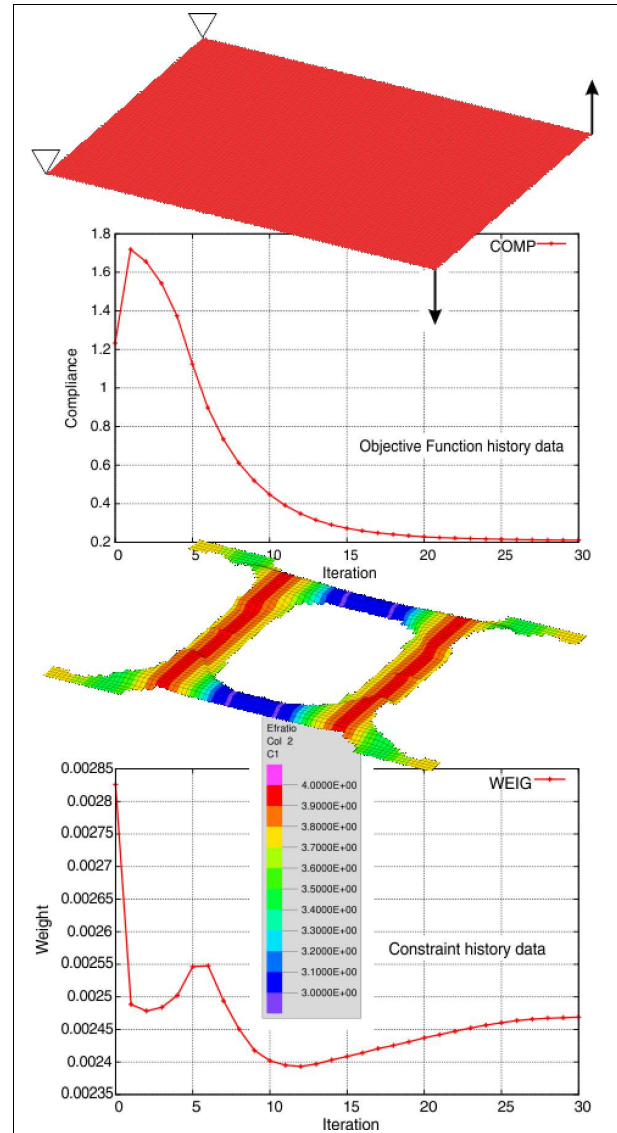 COMP
1.8
1.6
1.4
1.2
1
0.8
0.6
0.4
0.2
Compliance
Objective Function history data
0 5 10 15 20 25 30
Iteration
Efratio
Col 2
C1
4.0000E+00
3.9000E+00
3.8000E+00
3.7000E+00
3.6000E+00
3.5000E+00
3.4000E+00
3.3000E+00
3.2000E+00
3.1000E+00
3.0000E+00
WEIG
0.00285
0.0028
0.00275
0.0027
0.00265
0.0026
0.00255
0.0025
0.00245
0.0024
0.00235
Weight
Constraint history data
0 5 10 15 20 25 30
Iteration